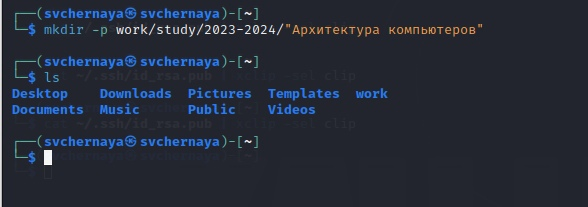 ┌──(svchernaya㉿svchernaya)-[~]
└─$ mkdir -p work/study/2023-2024/"Архитектура компьютеров"
┌──(svchernaya㉿svchernaya)-[~]
└─$ ls
Desktop Downloads Pictures Templates work
Documents Music Public Videos
┌──(svchernaya㉿svchernaya)-[~]
└─$